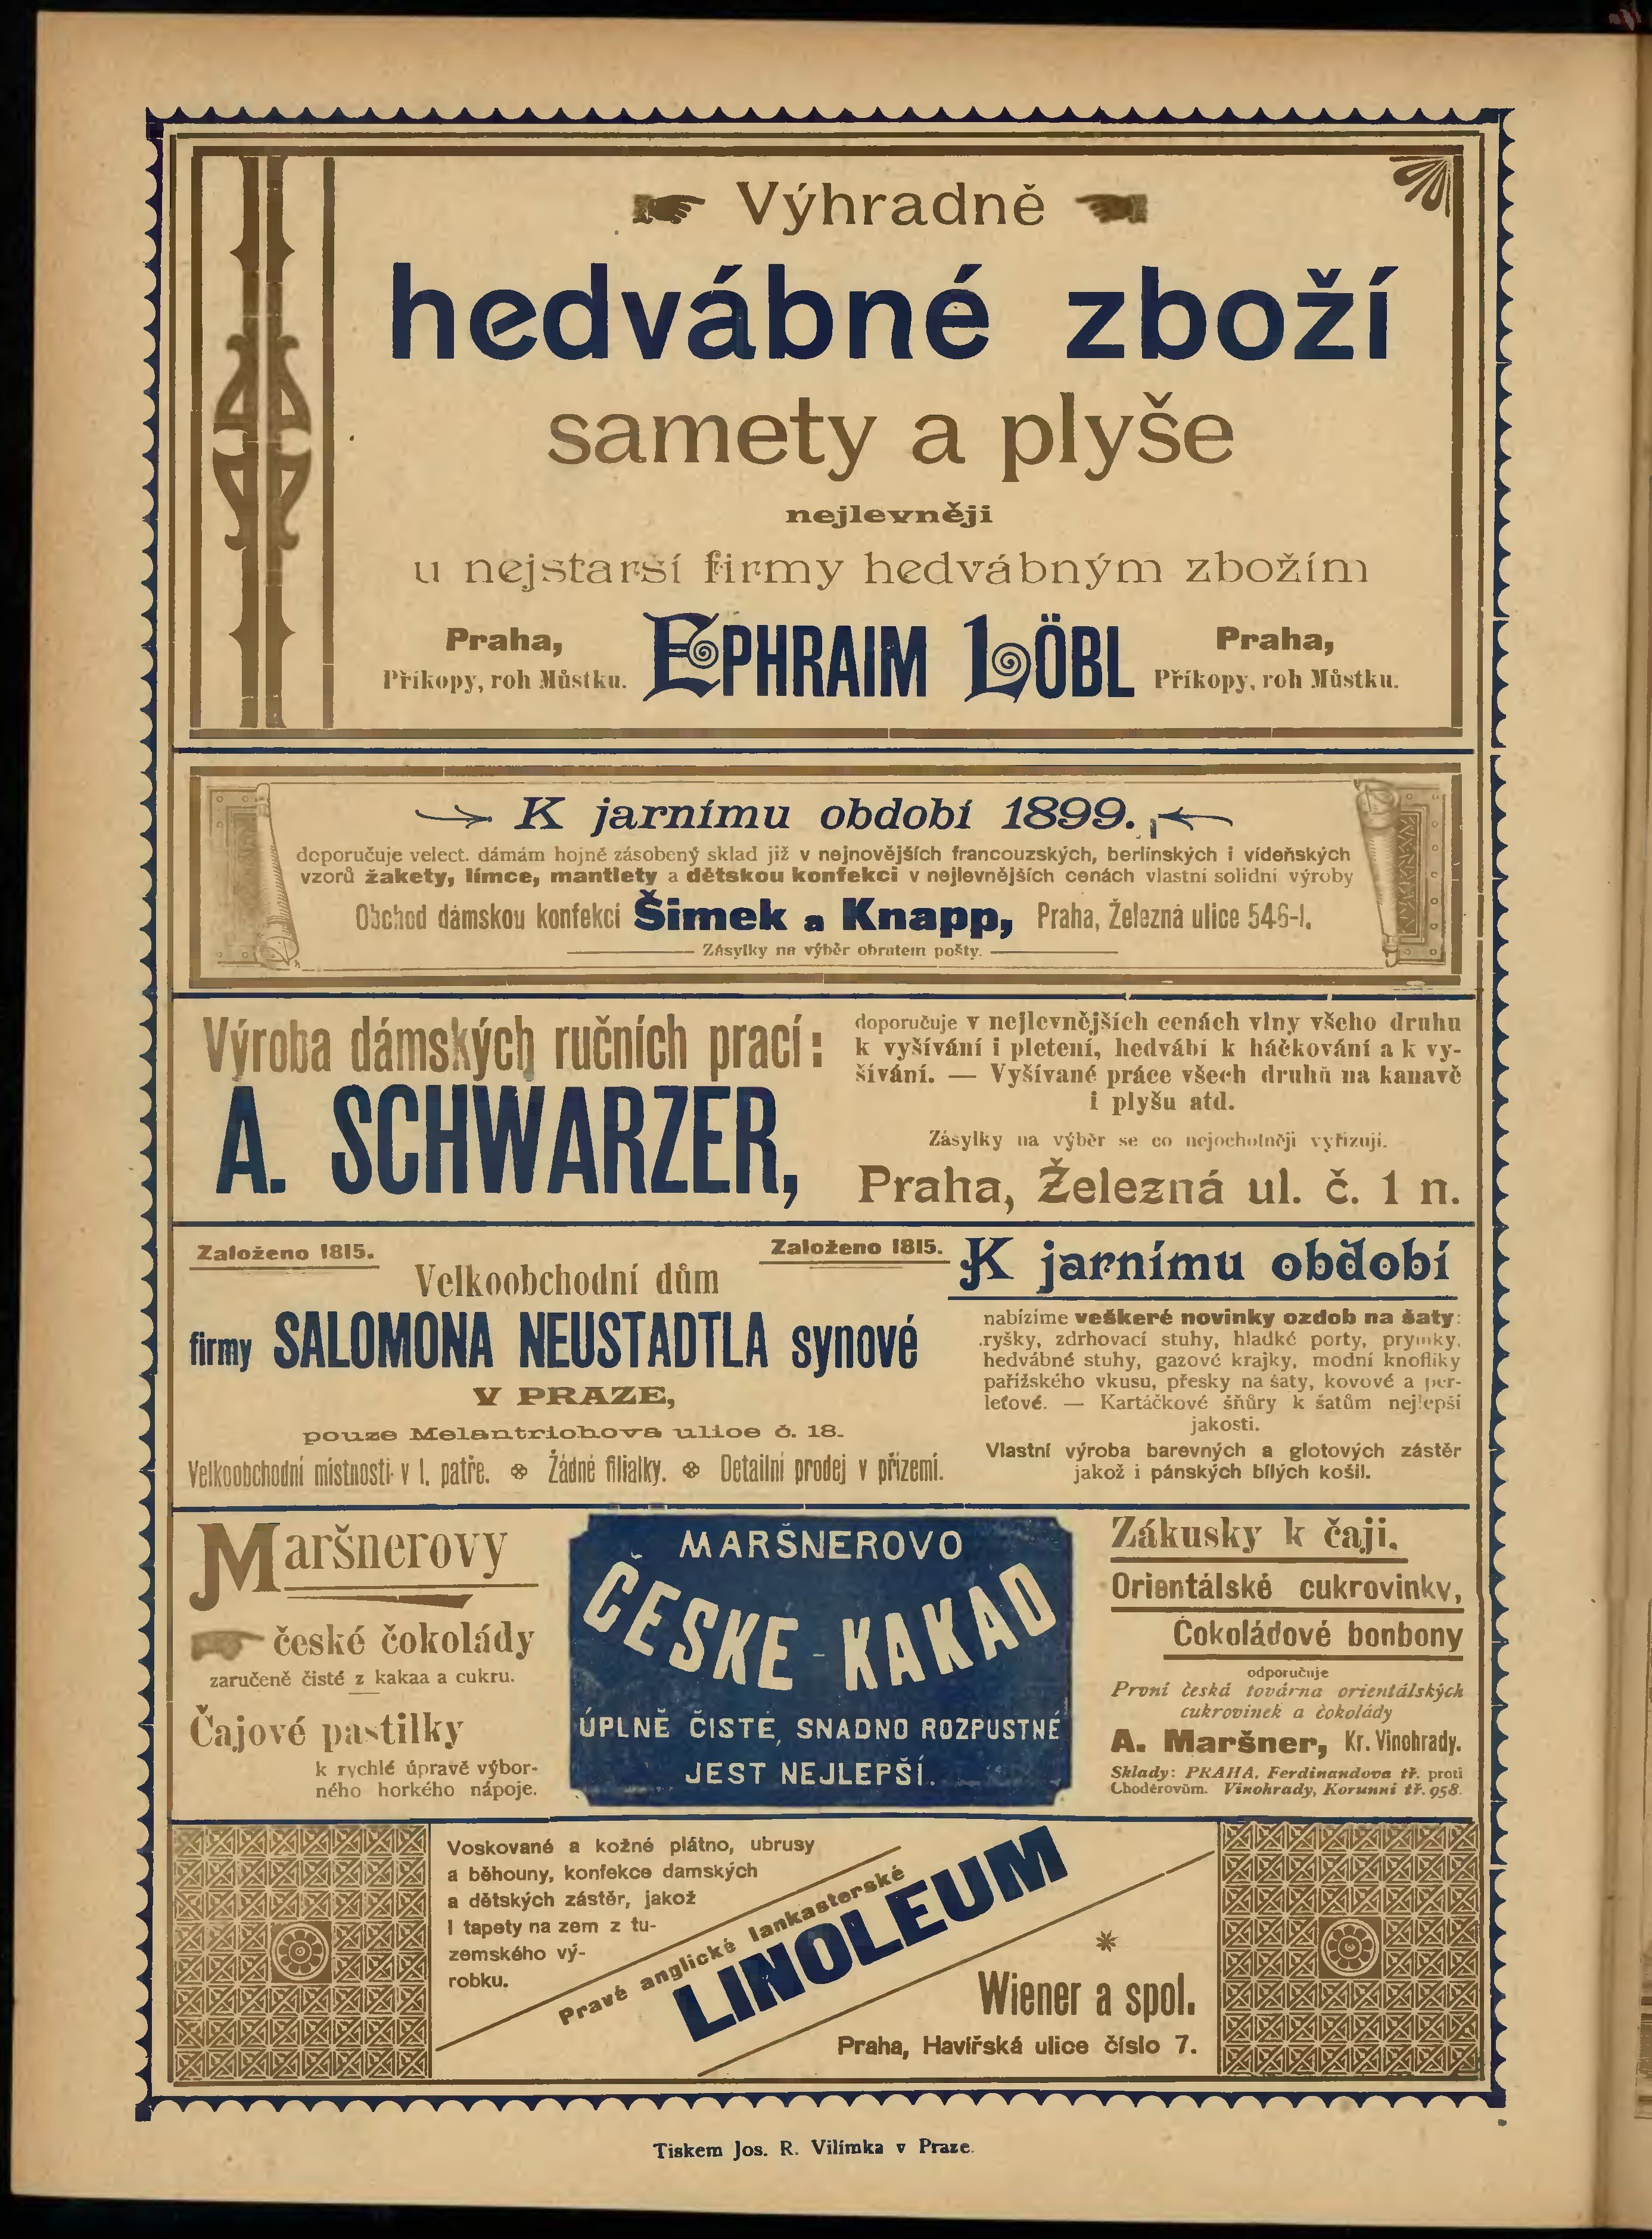 Výhradně
hedvábné zboží
samety a plyše
nejlevněji
u nejstarší firmy hedvábným zbožím
Praha,
Příkopy, roh Můstku.
EPHRAIM LÖBL
Praha,
Příkopy, roh Můstku.
K jarnímu období 1899.
doporučuje velect. dámám hojně zásobený sklad již v nejnovějších francouzských, berlínských i vídeňských
vzorů žakety, límce, mantlety a dětskou konfekci v nejlevnějších cenách vlastní solidní výroby
Obchod dámskou konfekcí Šimek a Knapp, Praha, Železná ulice 546-I.
Zásylky na výběr obratem pošty.
Výroba dámských ručních prací:
A. SCHWARZER,
doporučuje v nejlevnějších cenách vlny všeho druhu
k vyšívání i pletení, hedvábí k háčkování a k vy-
šívání. — Vyšívané práce všech druhů na kanavě
i plyšu atd.
Zásylky na výběr se co nejochotněji vyřizují.
Praha, Železná ul. č. 1 n.
Založeno 1815.
Založeno 1815.
Velkoobchodní dům
firmy SALOMONA NEUSTADTLA synové
V PRAZE,
pouze Melantrichova ulice č. 18.
Velkoobchodní místnosti v I. patře. Žádné filialky. Detailní prodej v přízemí.
K jarnímu období
nabízíme veškeré novinky ozdob na šaty:
ryšky, zdrhovací stuhy, hladké porty, prymky,
hedvábné stuhy, gazové krajky, modní knoflíky
pařížského vkusu, přesky na šaty, kovové a per-
leťové. — Kartáčkové šňůry k šatům nejlepší
jakosti.
Vlastní výroba barevných a glotových zástěr
jakož i pánských bílých košil.
Maršnerovy
české čokolády
zaručeně čisté z kakaa a cukru.
Čajové pastilky
k rychlé úpravě výbor-
ného horkého nápoje.
MARŠNEROVO
ČESKÉ-KAKAO
ÚPLNĚ ČISTÉ, SNADNO ROZPUSTNÉ
JEST NEJLEPŠÍ.
Zákusky k čaji,
Orientálské cukrovinky,
Čokoládové bonbony
odporučuje
První česká továrna orientálských
cukrovinek a čokolády
A. Maršner, Kr. Vinohrady.
Sklady: PRAHA, Ferdinandova tř. proti
Choděrovům. Vinohrady, Korunní tř. 958.
Voskované a kožné plátno, ubrusy
a běhouny, konfekce damských
a dětských zástěr, jakož
i tapety na zem z tu-
zemského vý-
robku.
Pravé anglické lankasterské
LINOLEUM
Wiener a spol.
Praha, Havířská ulice číslo 7.
Tiskem Jos. R. Vilímka v Praze.